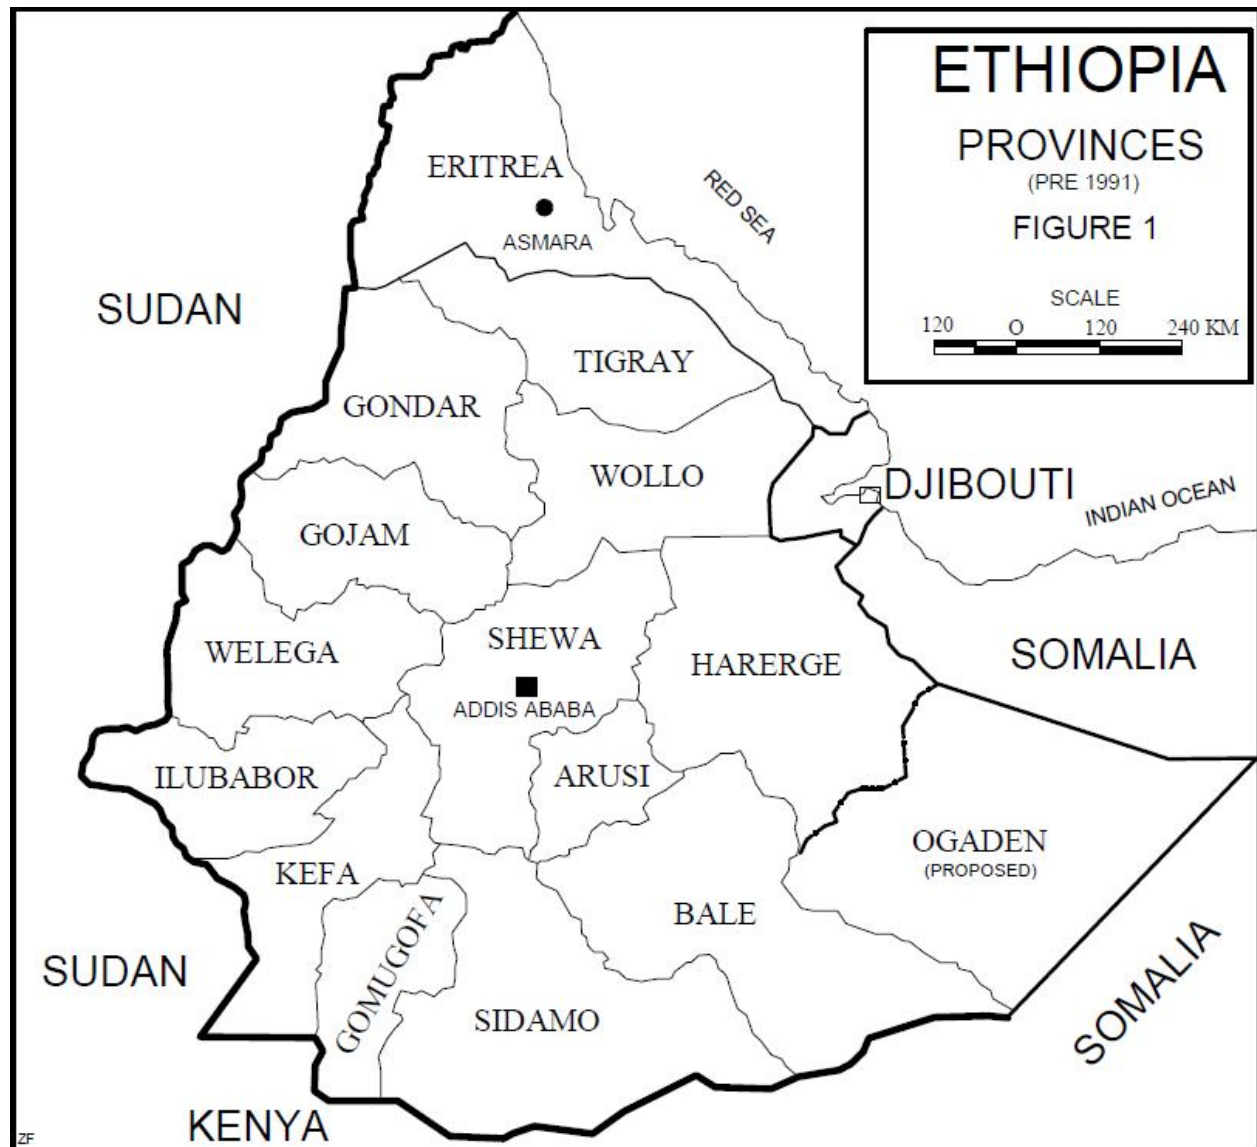 ETHIOPIA
PROVINCES
(PRE 1991)
FIGURE 1
SCALE
120 O 120 240 KM
RED SEA
ERITREA
ASMARA
SUDAN
TIGRAY
GONDAR
WOLLO
DJIBOUTI
INDIAN OCEAN
GOJAM
SHEWA
WELEGA
HARERGE
SOMALIA
ADDIS ABABA
ILUBABOR
ARUSI
OGADEN
(PROPOSED)
KEFA
BALE
GOMUGOFA
SUDAN
SIDAMO
SOMALIA
KENYA
ZF